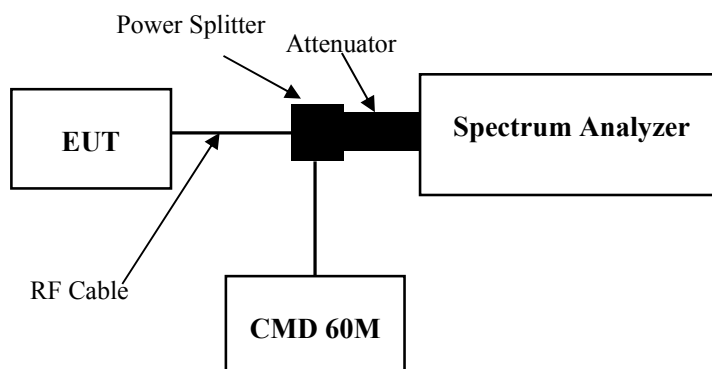 Power Splitter
Attenuator
EUT
Spectrum Analyzer
RF Cable
CMD 60M